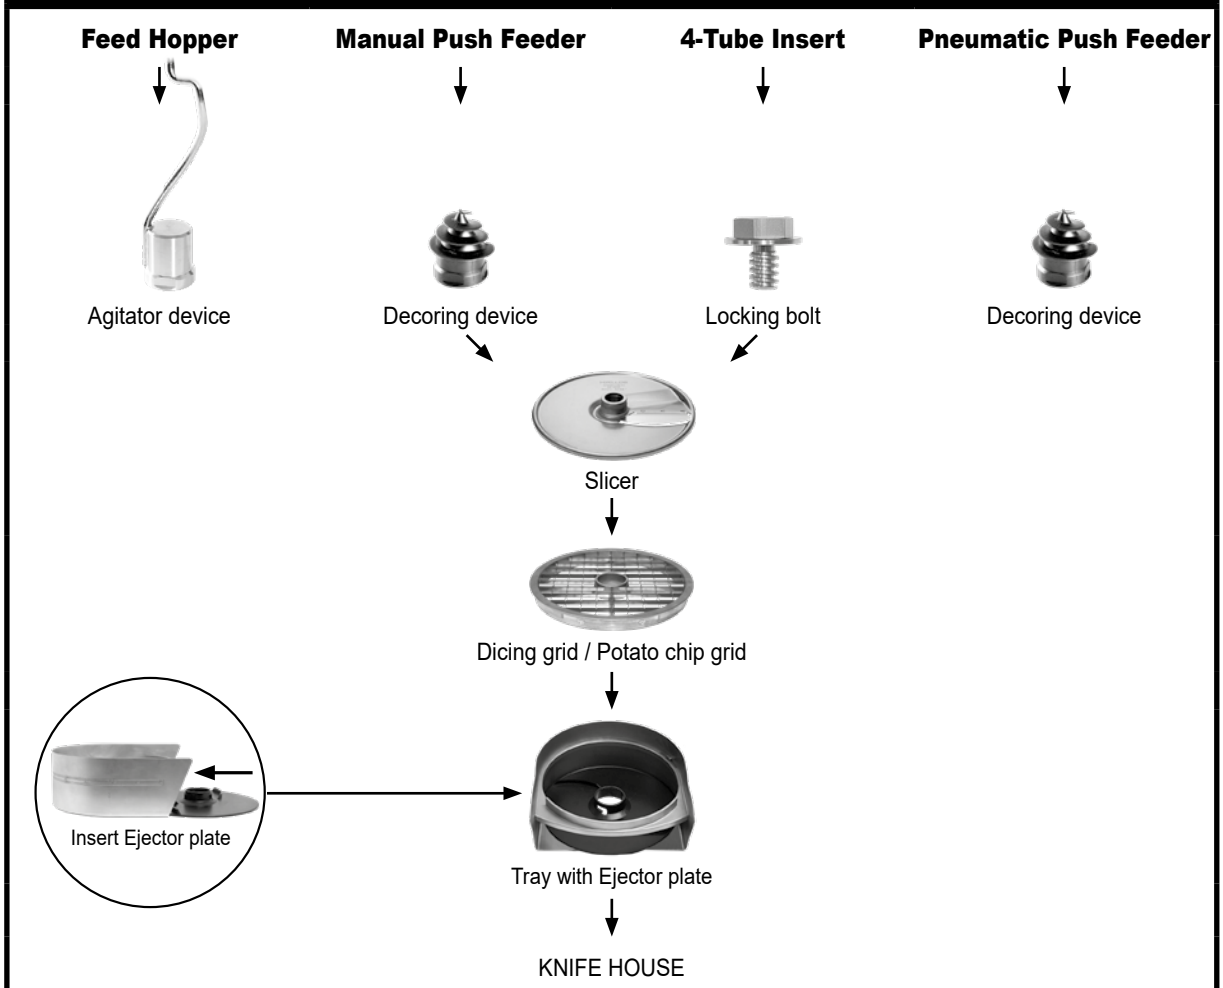 Feed Hopper
Manual Push Feeder
4-Tube Insert
Pneumatic Push Feeder
Agitator device
Decoring device
Locking bolt
Decoring device
Slicer
Dicing grid / Potato chip grid
Insert Ejector plate
Tray with Ejector plate
KNIFE HOUSE